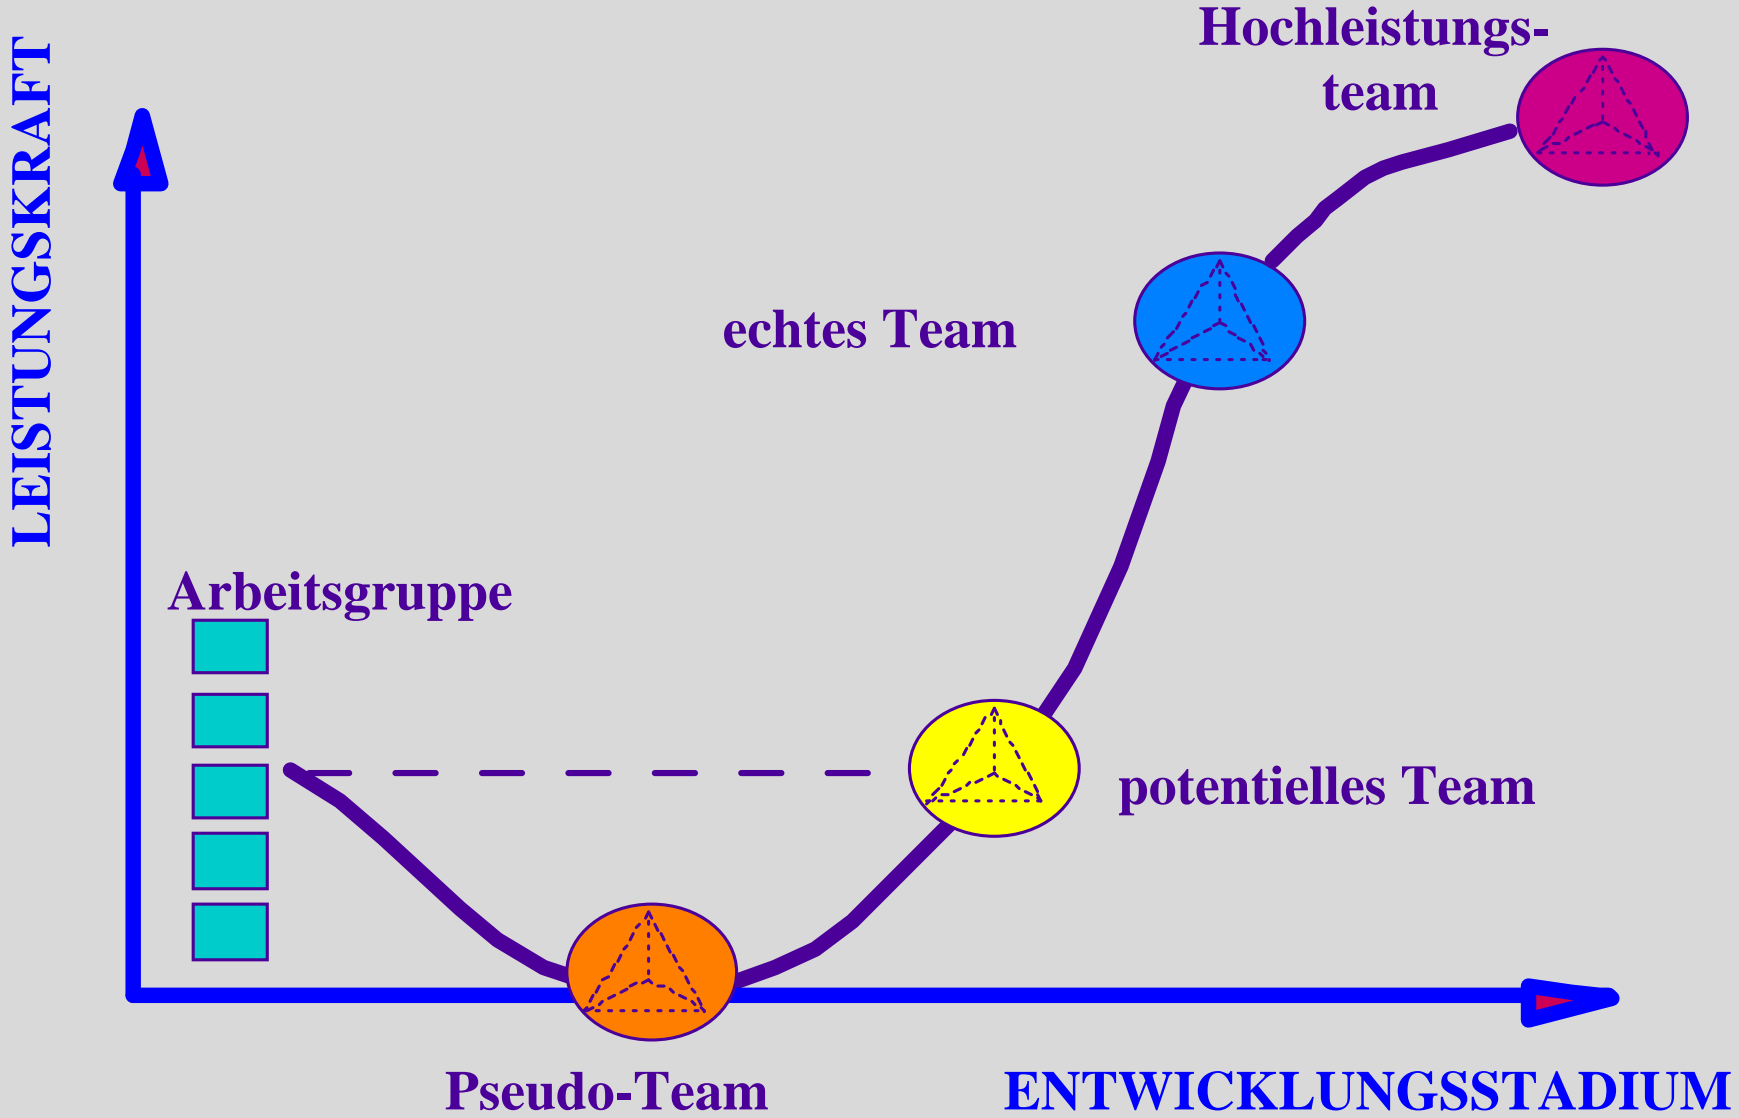 Hochleistungs-
team
LEISTUNGSKRAFT
echtes Team
Arbeitsgruppe
potentielles Team
Pseudo-Team
ENTWICKLUNGSSTADIUM